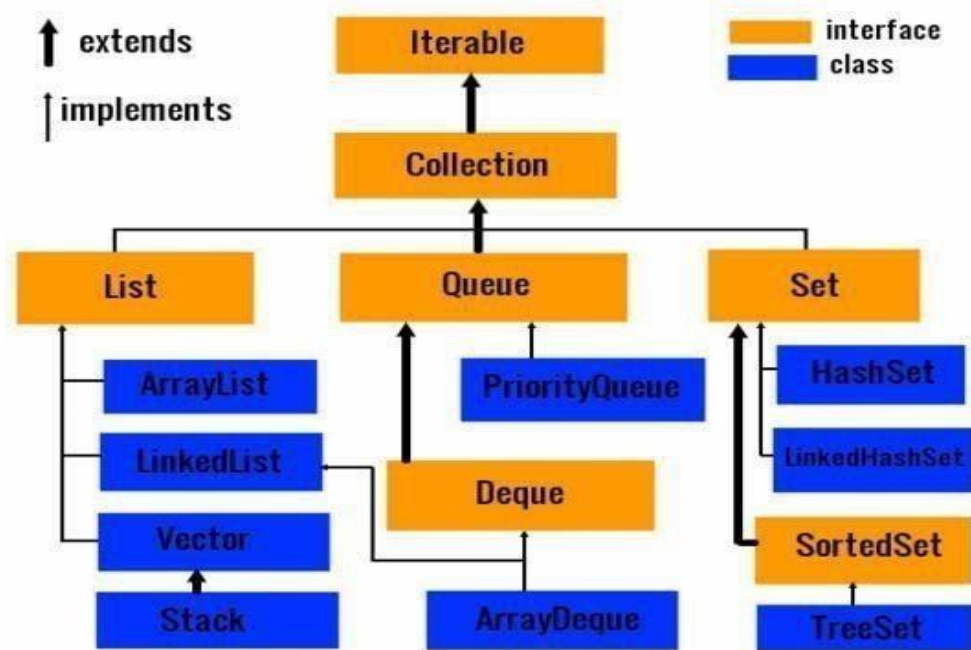 extends
implements
Iterable
interface
class
Collection
List
Queue
Set
ArrayList
PriorityQueue
HashSet
LinkedList
Deque
LinkedHashSet
Vector
SortedSet
Stack
ArrayDeque
TreeSet